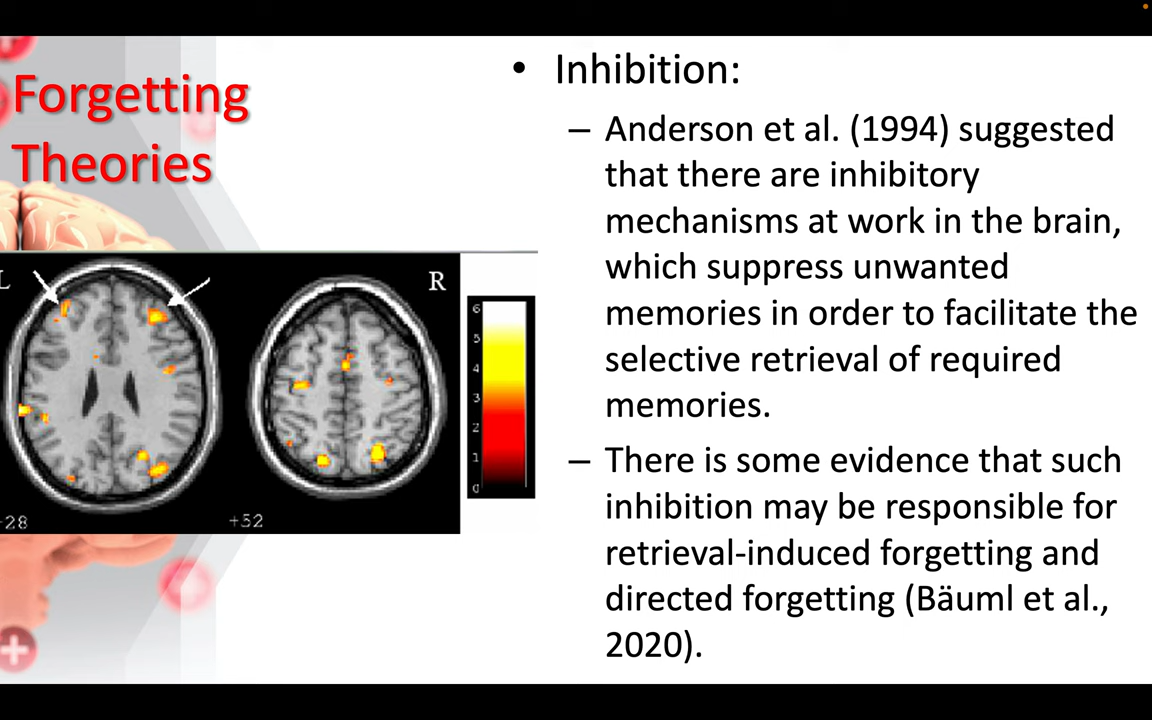 Forgetting
Theories
• Inhibition:
– Anderson et al. (1994) suggested
that there are inhibitory
mechanisms at work in the brain,
which suppress unwanted
memories in order to facilitate the
selective retrieval of required
memories.
– There is some evidence that such
inhibition may be responsible for
retrieval-induced forgetting and
directed forgetting (Bäuml et al.,
2020).
L
R
6
5
4
3
2
1
0
+28
+52